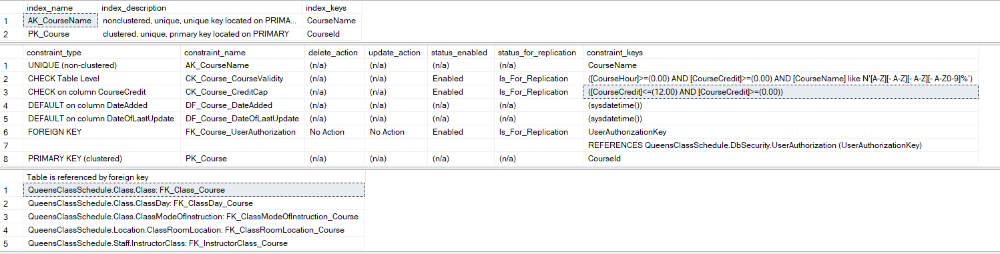 index_name index_description index_keys
1 AK_CourseName nonclustered, unique, unique key located on PRIMA... CourseName
2 PK_Course clustered, unique, primary key located on PRIMARY CourseId
constraint_type constraint_name delete_action update_action status_enabled status_for_replication constraint_keys
1 UNIQUE (non-clustered) AK_CourseName (n/a) (n/a) (n/a) (n/a) CourseName
2 CHECK Table Level CK_Course_CourseValidity (n/a) (n/a) Enabled Is_For_Replication ([CourseHour]>=(0.00) AND [CourseCredit]>=(0.00) AND [CourseName] like N'[A-Z][- A-Z][- A-Z][- A-Z0-9]%')
3 CHECK on column CourseCredit CK_Course_CreditCap (n/a) (n/a) Enabled Is_For_Replication ([CourseCredit]<=(12.00) AND [CourseCredit]>=(0.00))
4 DEFAULT on column DateAdded DF_Course_DateAdded (n/a) (n/a) (n/a) (n/a) (sysdatetime())
5 DEFAULT on column DateOfLastUpdate DF_Course_DateOfLastUpdate (n/a) (n/a) (n/a) (n/a) (sysdatetime())
6 FOREIGN KEY FK_Course_UserAuthorization No Action No Action Enabled Is_For_Replication UserAuthorizationKey
7 REFERENCES QueensClassSchedule.DbSecurity.UserAuthorization (UserAuthorizationKey)
8 PRIMARY KEY (clustered) PK_Course (n/a) (n/a) (n/a) (n/a) CourseId
Table is referenced by foreign key
1 QueensClassSchedule.Class.Class: FK_Class_Course
2 QueensClassSchedule.Class.ClassDay: FK_ClassDay_Course
3 QueensClassSchedule.Class.ClassModeOfInstruction: FK_ClassModeOfInstruction_Course
4 QueensClassSchedule.Location.ClassRoomLocation: FK_ClassRoomLocation_Course
5 QueensClassSchedule.Staff.InstructorClass: FK_InstructorClass_Course